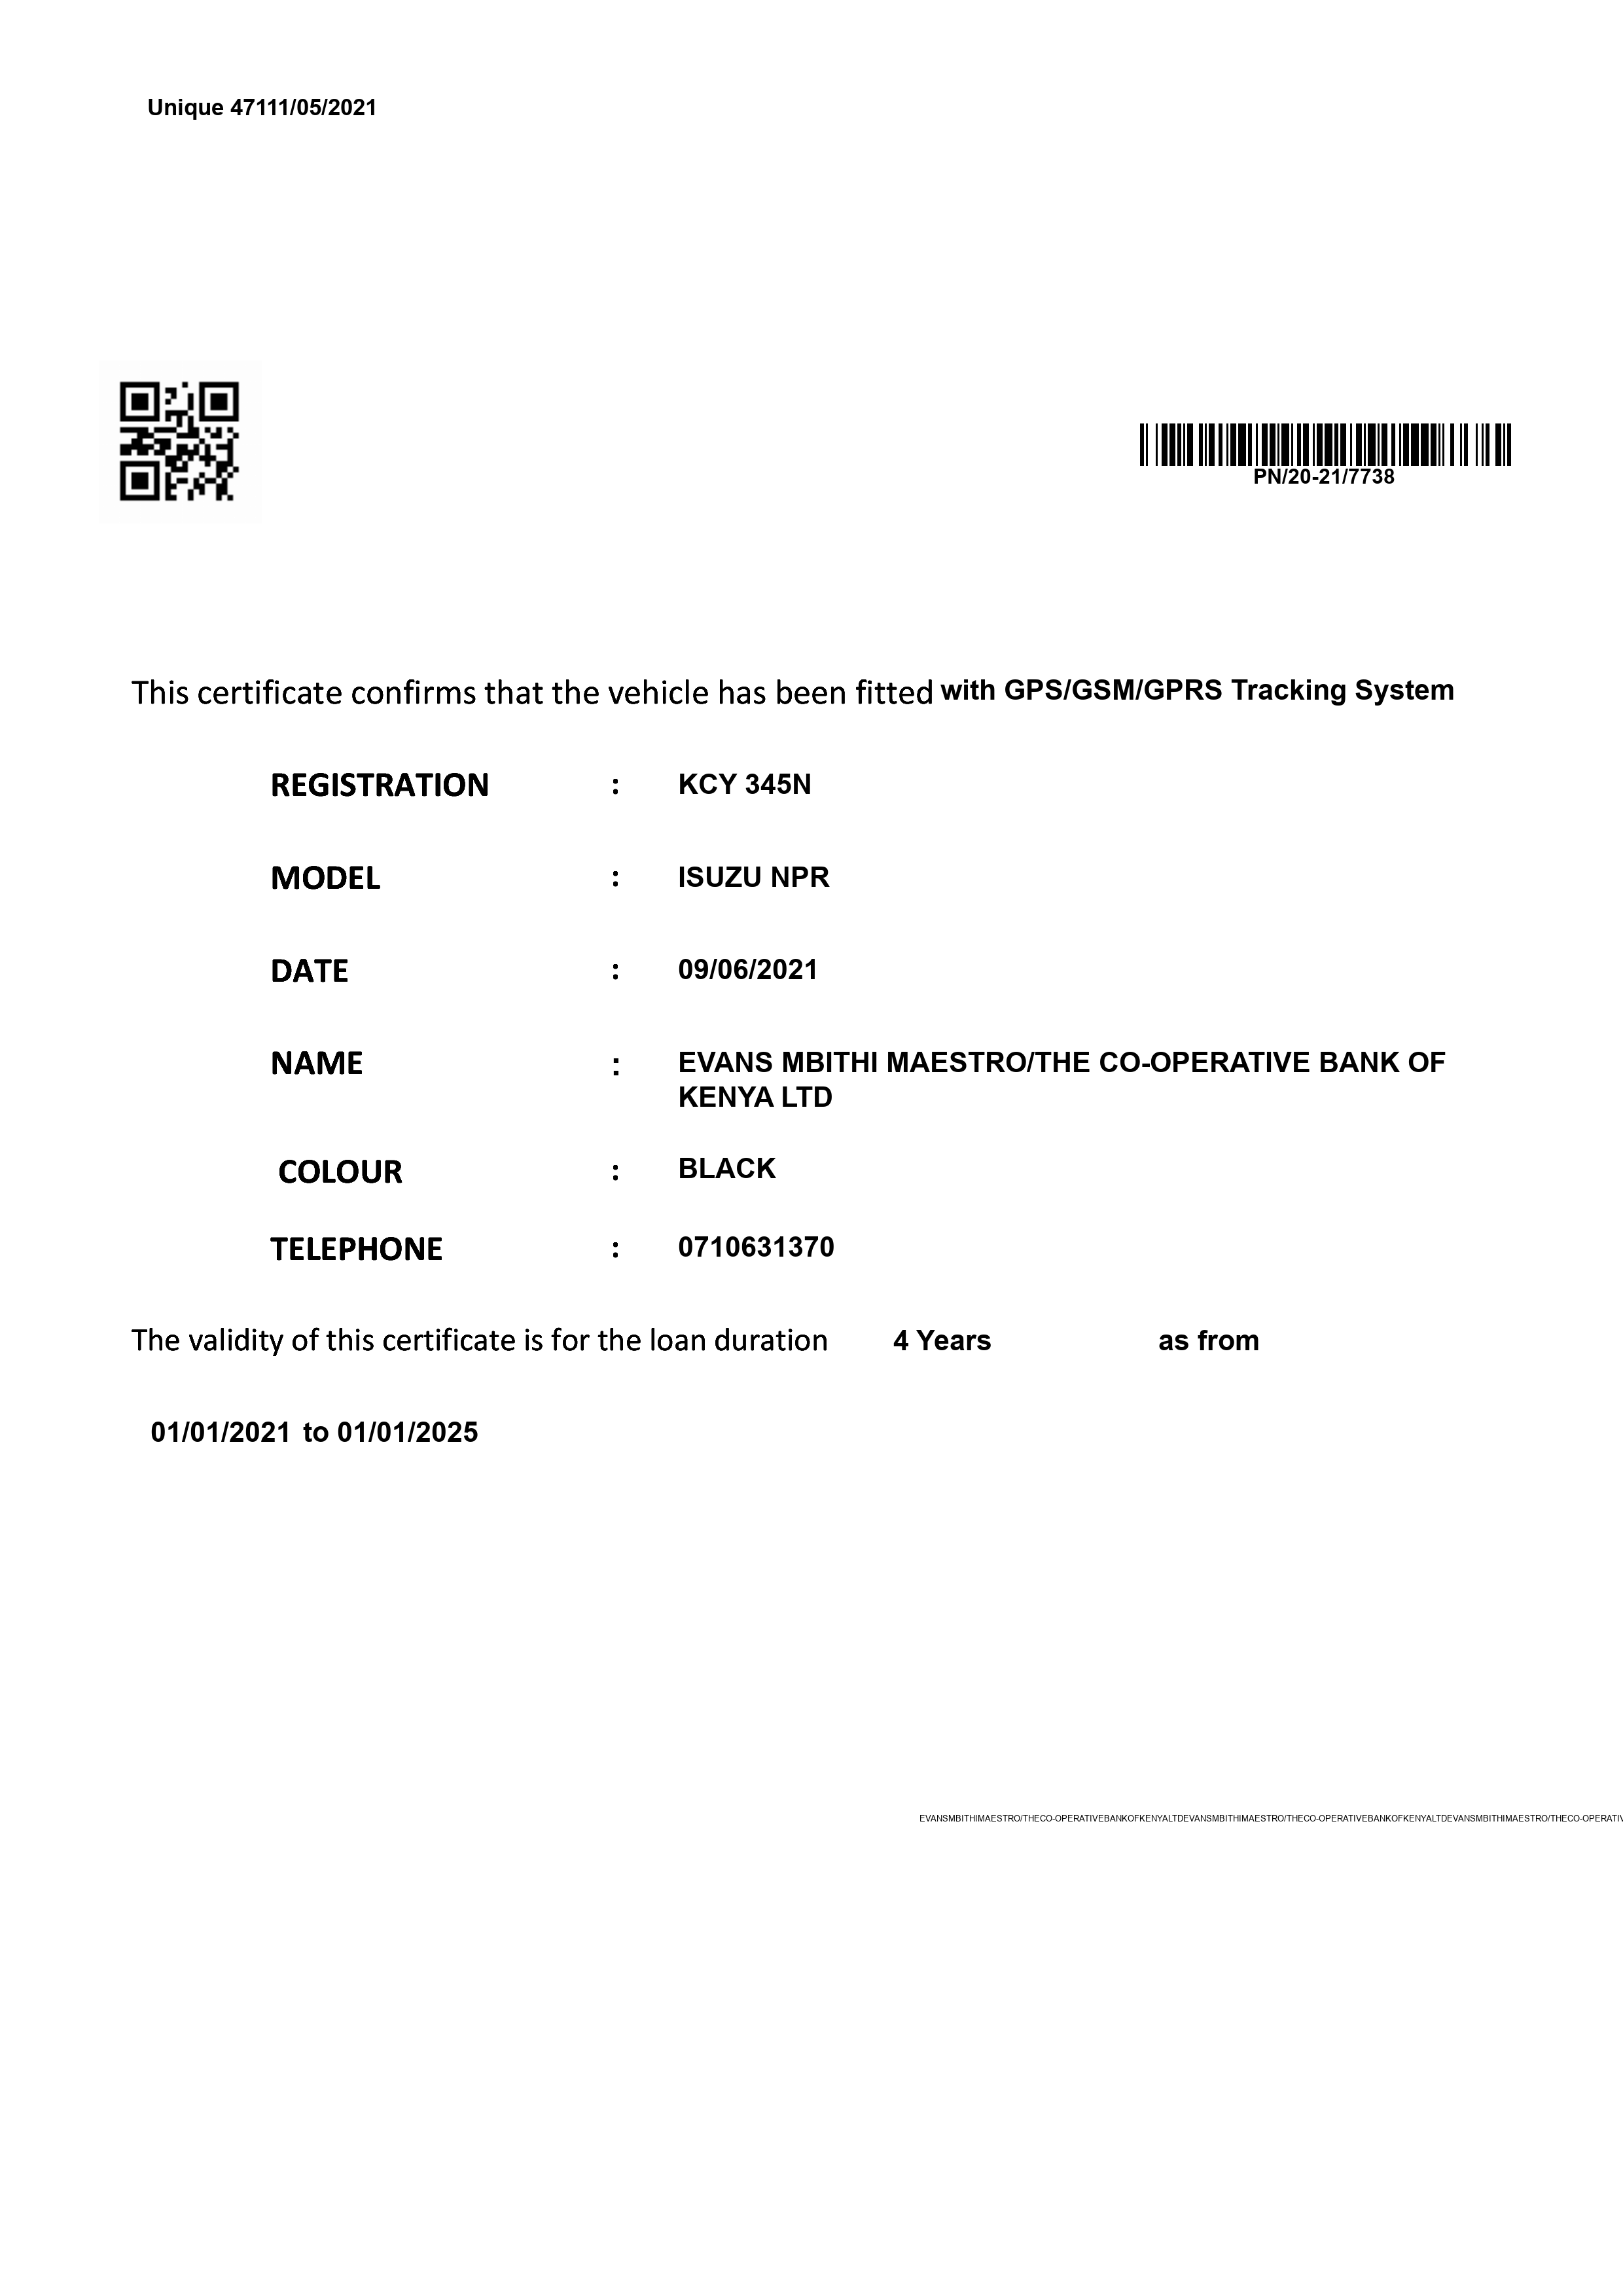 Unique 47111/05/2021
PN/20-21/7738
This certificate confirms that the vehicle has been fitted with GPS/GSM/GPRS Tracking System
REGISTRATION : KCY 345N
MODEL : ISUZU NPR
DATE : 09/06/2021
NAME : EVANS MBITHI MAESTRO/THE CO-OPERATIVE BANK OF
KENYA LTD
COLOUR : BLACK
TELEPHONE : 0710631370
The validity of this certificate is for the loan duration 4 Years as from
01/01/2021 to 01/01/2025
EVANSMBITHIMAESTRO/THECO-OPERATIVEBANKOFKENYALTDEVANSMBITHIMAESTRO/THECO-OPERATIVEBANKOFKENYALTDEVANSMBITHIMAESTRO/THECO-OPERATIV